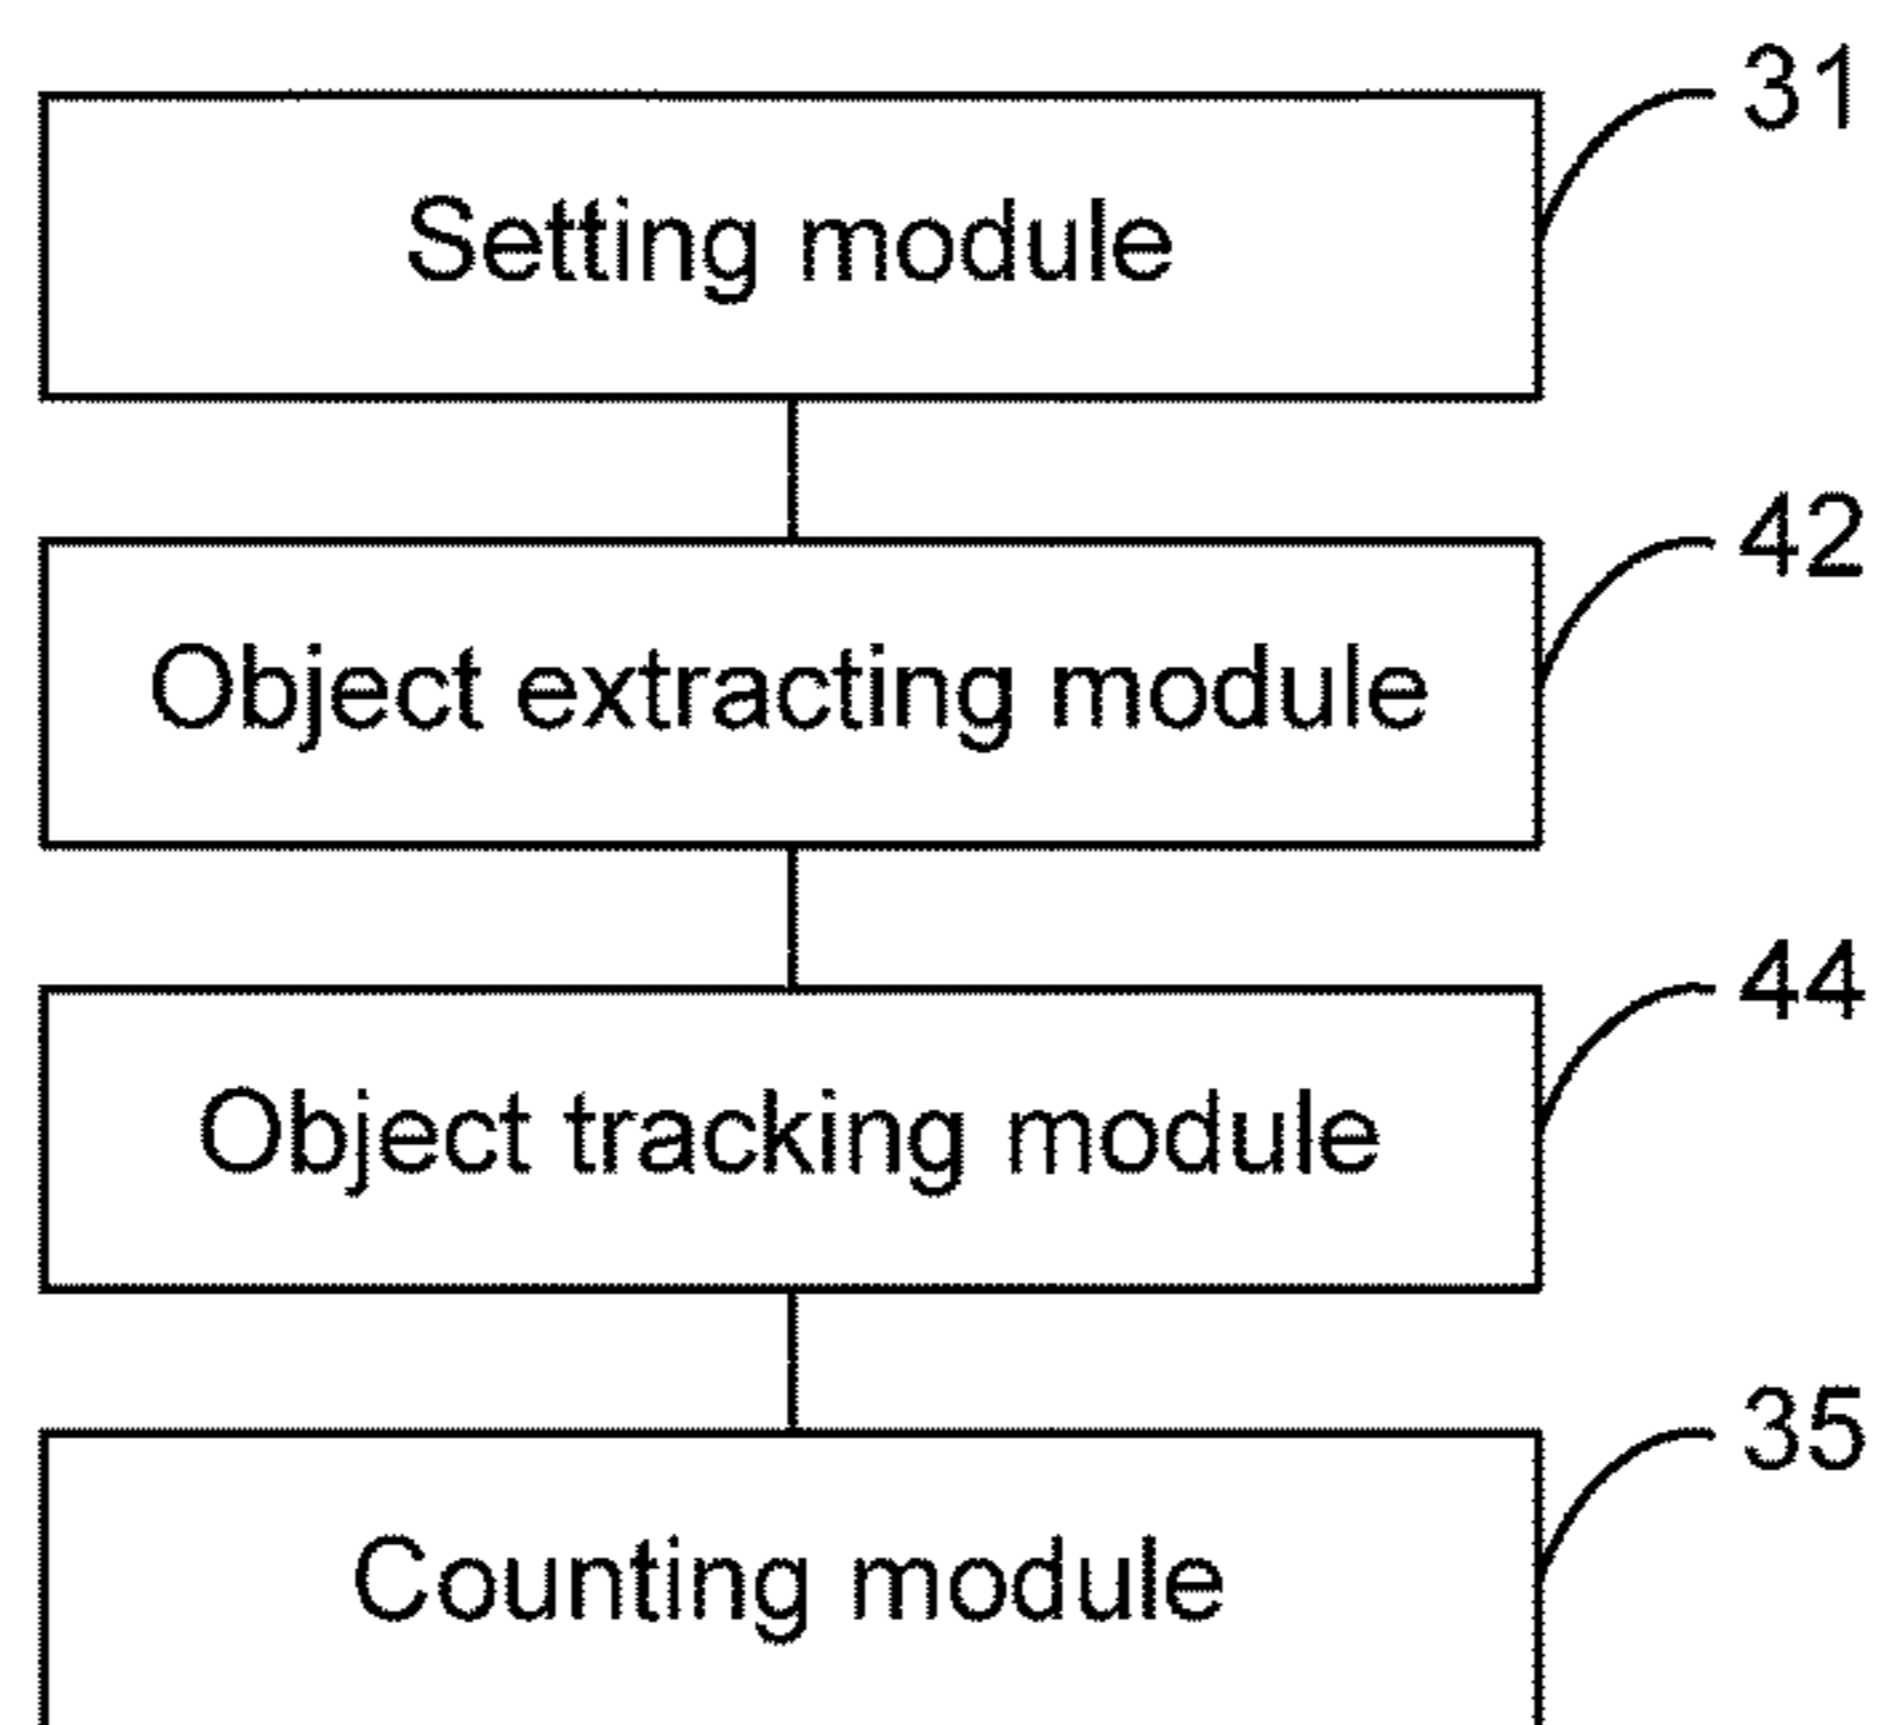 31
Setting module
42
Object extracting module
44
Object tracking module
35
Counting module